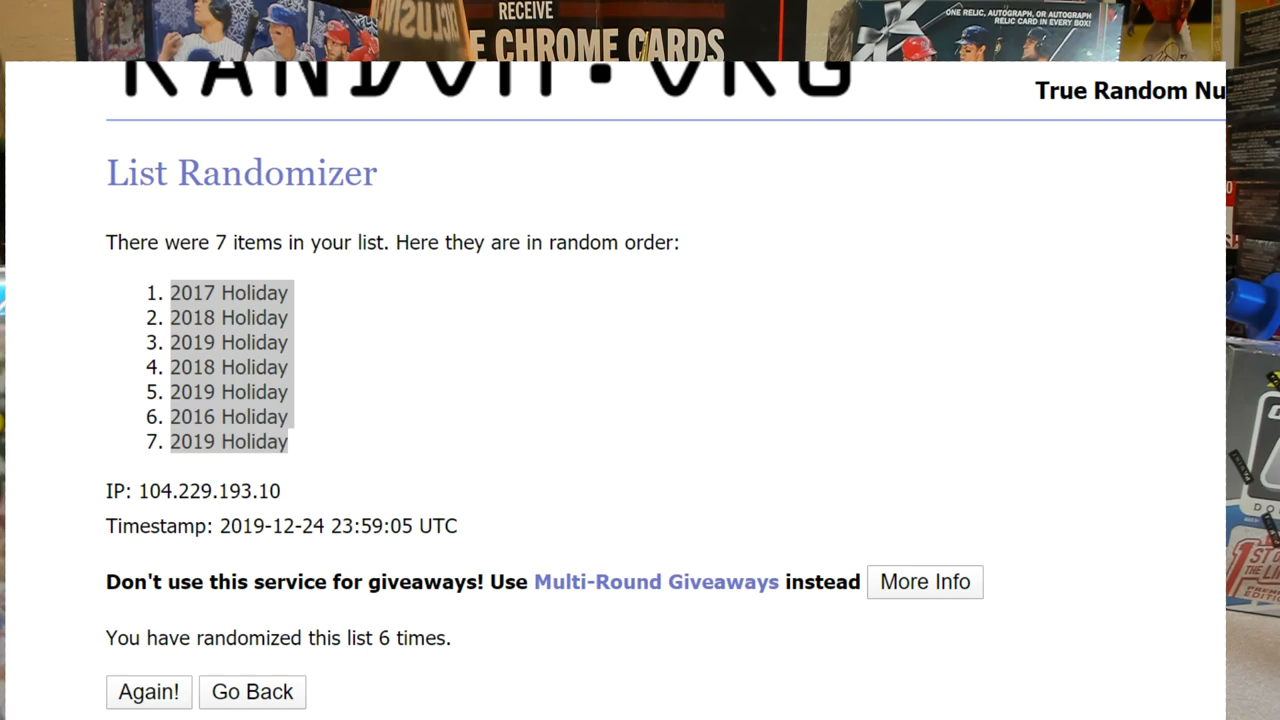 RECEIVE
E CHROME CARDS
ONE RELIC, AUTOGRAPH, OR AUTOGRAPH
RELIC CARD IN EVERY BOX!
RANDOM.ORG
True Random Nu
List Randomizer
There were 7 items in your list. Here they are in random order:
1. 2017 Holiday
2. 2018 Holiday
3. 2019 Holiday
4. 2018 Holiday
5. 2019 Holiday
6. 2016 Holiday
7. 2019 Holiday
IP: 104.229.193.10
Timestamp: 2019-12-24 23:59:05 UTC
Don't use this service for giveaways! Use Multi-Round Giveaways instead More Info
You have randomized this list 6 times.
Again! Go Back